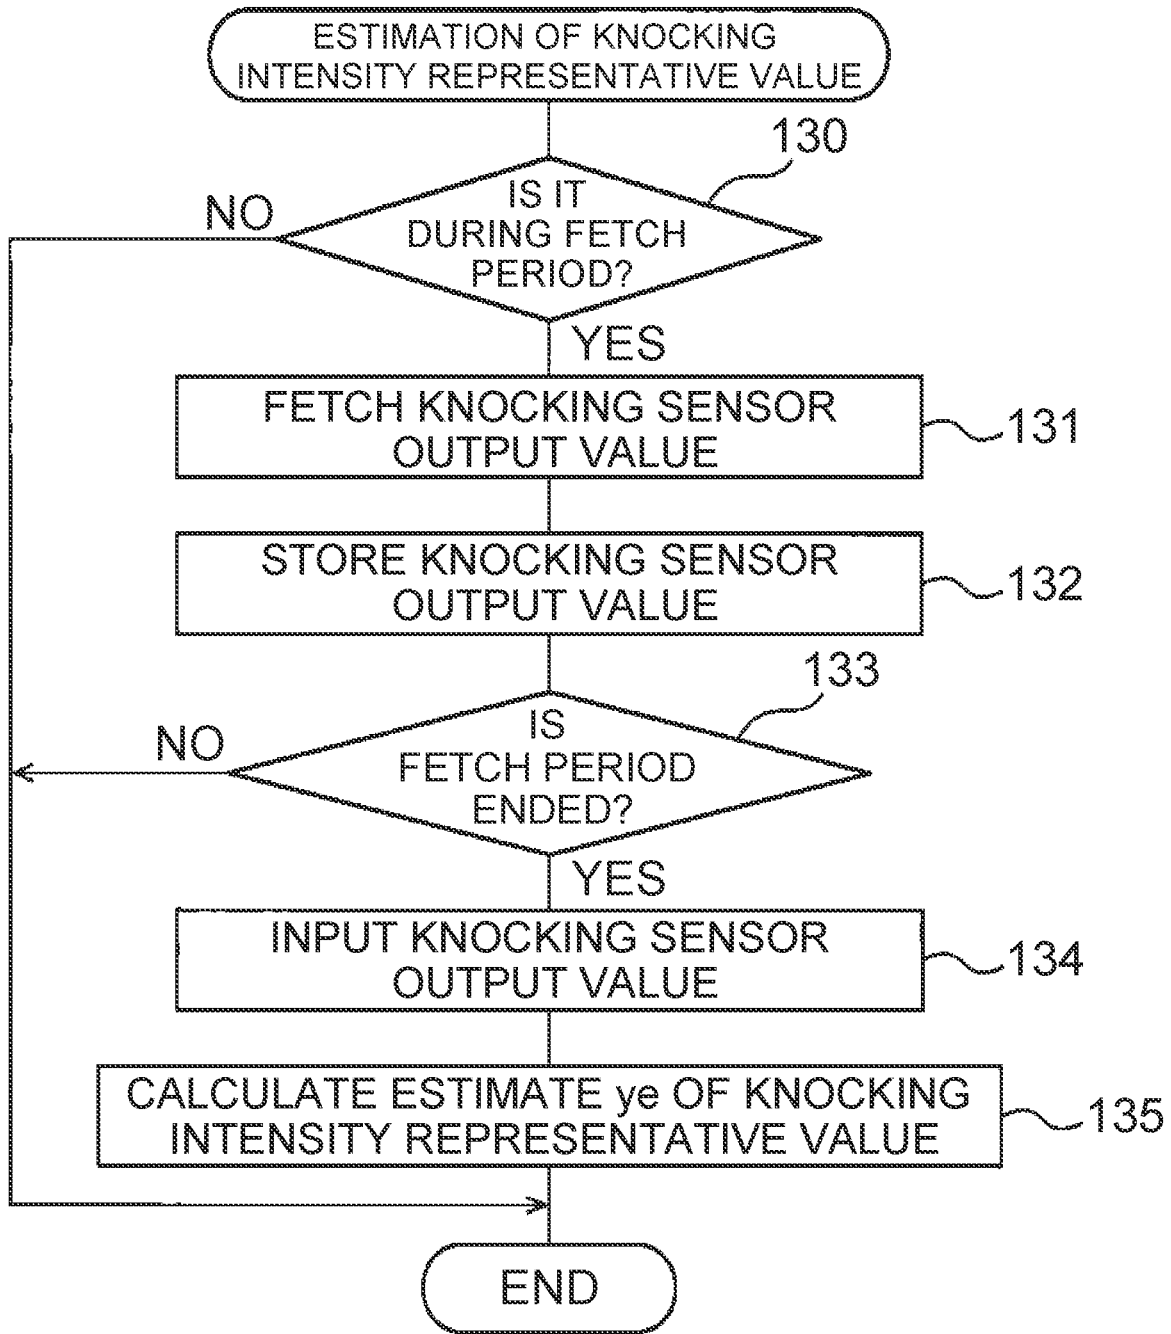 ESTIMATION OF KNOCKING
INTENSITY REPRESENTATIVE VALUE
130
IS IT
DURING FETCH
PERIOD?
NO
YES
FETCH KNOCKING SENSOR
OUTPUT VALUE
131
STORE KNOCKING SENSOR
OUTPUT VALUE
132
133
IS
FETCH PERIOD
ENDED?
NO
YES
INPUT KNOCKING SENSOR
OUTPUT VALUE
134
CALCULATE ESTIMATE ye OF KNOCKING
INTENSITY REPRESENTATIVE VALUE
135
END